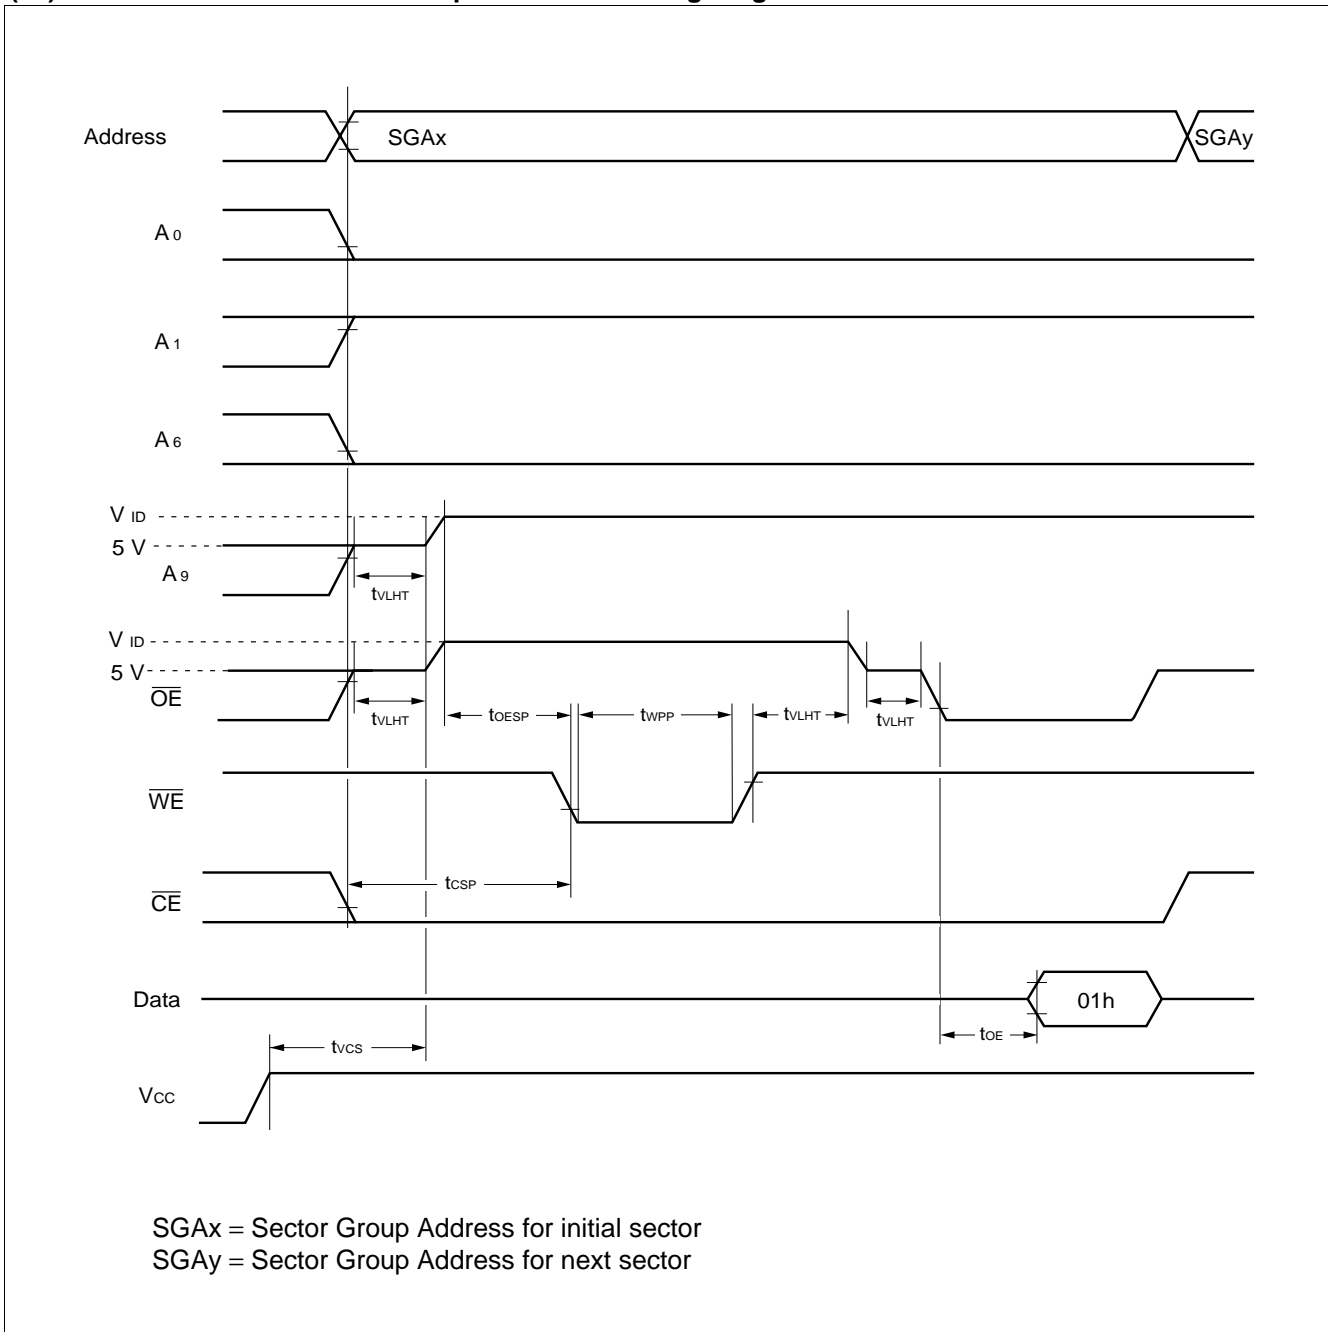 Address
SGAx
SGAy
A0
A1
A6
VID
5 V
A9
tVLHT
VID
5 V
OE
tVLHT
tOESP
tWPP
tVLHT
tVLHT
WE
CE
tCSP
Data
01h
tOE
tVCS
VCC
SGAx = Sector Group Address for initial sector
SGAy = Sector Group Address for next sector